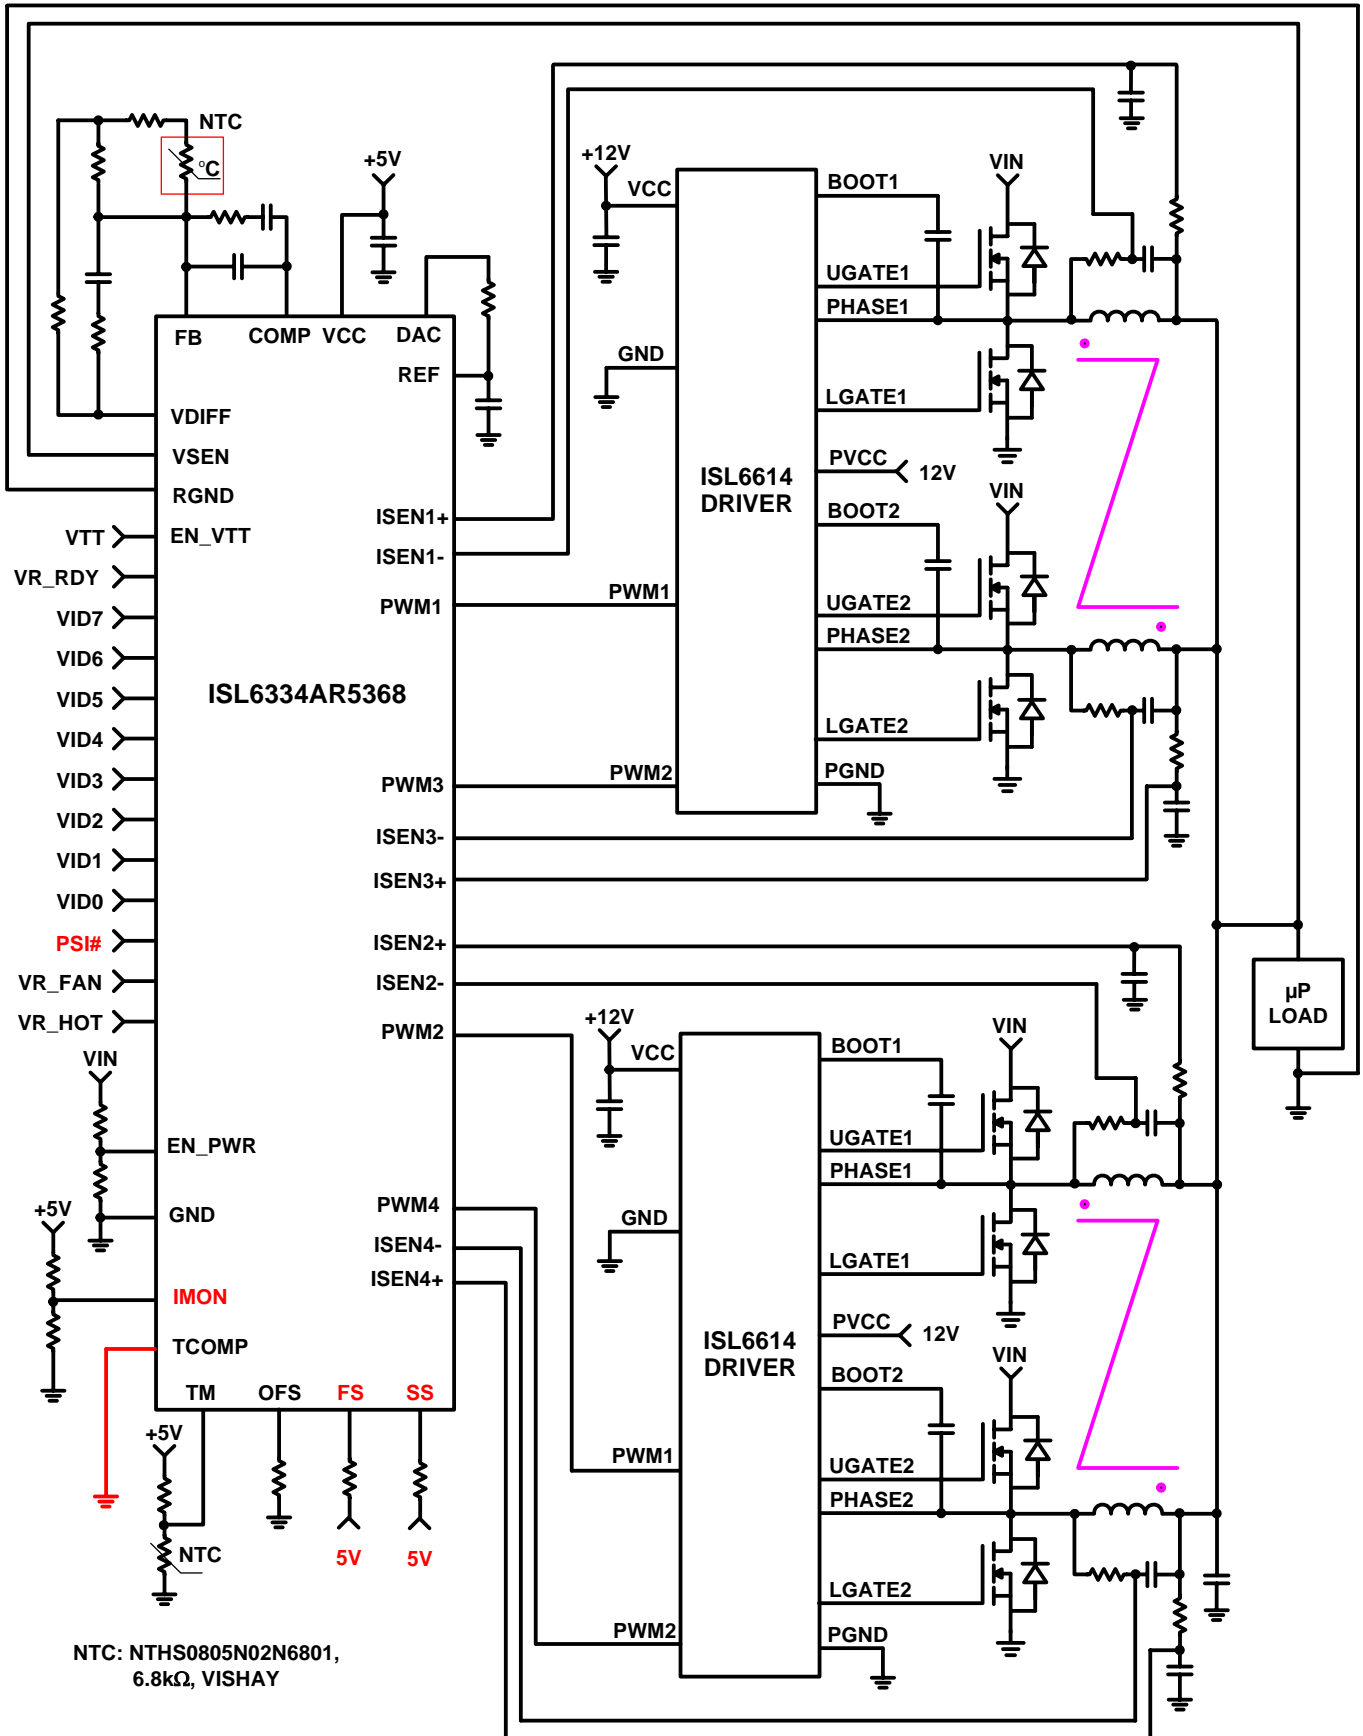 NTC
°C
+5V
+12V
VCC
BOOT1
VIN
UGATE1
PHASE1
GND
LGATE1
PVCC
12V
ISL6614
DRIVER
VIN
BOOT2
PWM1
UGATE2
PHASE2
LGATE2
PWM2
PGND
FB
COMP
VCC
DAC
REF
VDIFF
VSEN
RGND
ISEN1+
VTT
EN_VTT
ISEN1-
VR_RDY
PWM1
VID7
VID6
ISL6334AR5368
VID5
VID4
VID3
PWM3
VID2
ISEN3-
VID1
ISEN3+
VID0
PSI#
ISEN2+
VR_FAN
ISEN2-
VR_HOT
PWM2
VIN
EN_PWR
PWM4
+5V
GND
ISEN4-
ISEN4+
IMON
TCOMP
TM
OFS
FS
SS
+5V
NTC
5V
5V
µP
LOAD
+12V
VCC
BOOT1
VIN
UGATE1
PHASE1
GND
LGATE1
PVCC
12V
ISL6614
DRIVER
VIN
BOOT2
PWM1
UGATE2
PHASE2
LGATE2
PWM2
PGND
NTC: NTHS0805N02N6801,
6.8kΩ, VISHAY